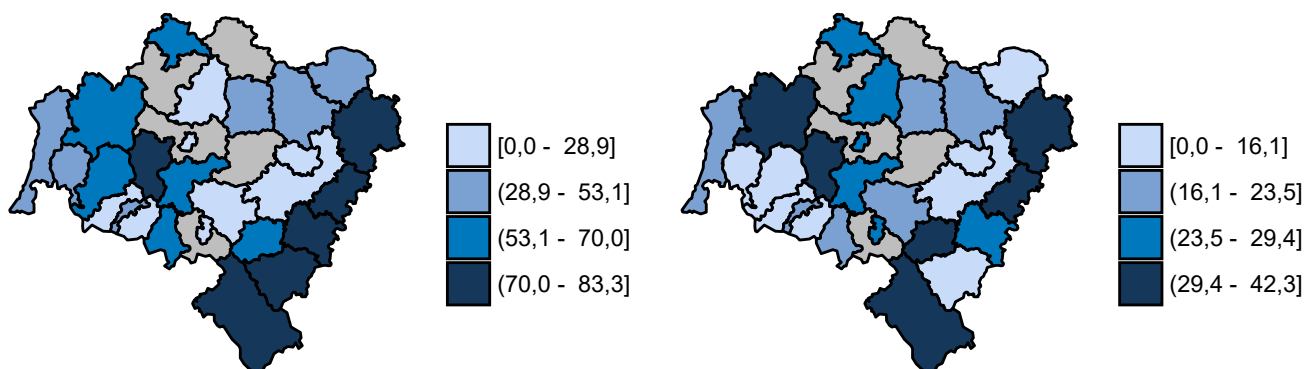 [0,0 - 28,9]
(28,9 - 53,1]
(53,1 - 70,0]
(70,0 - 83,3]
[0,0 - 16,1]
(16,1 - 23,5]
(23,5 - 29,4]
(29,4 - 42,3]